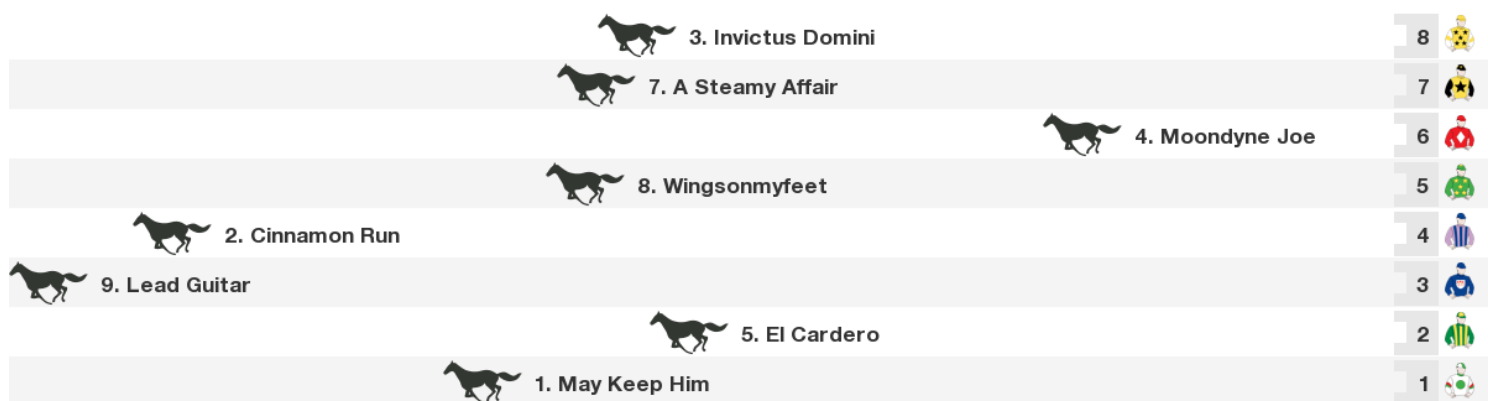 3. Invictus Domini 8
7. A Steamy Affair 7
4. Moondyne Joe 6
8. Wingsonmyfeet 5
2. Cinnamon Run 4
9. Lead Guitar 3
5. El Cardero 2
1. May Keep Him 1